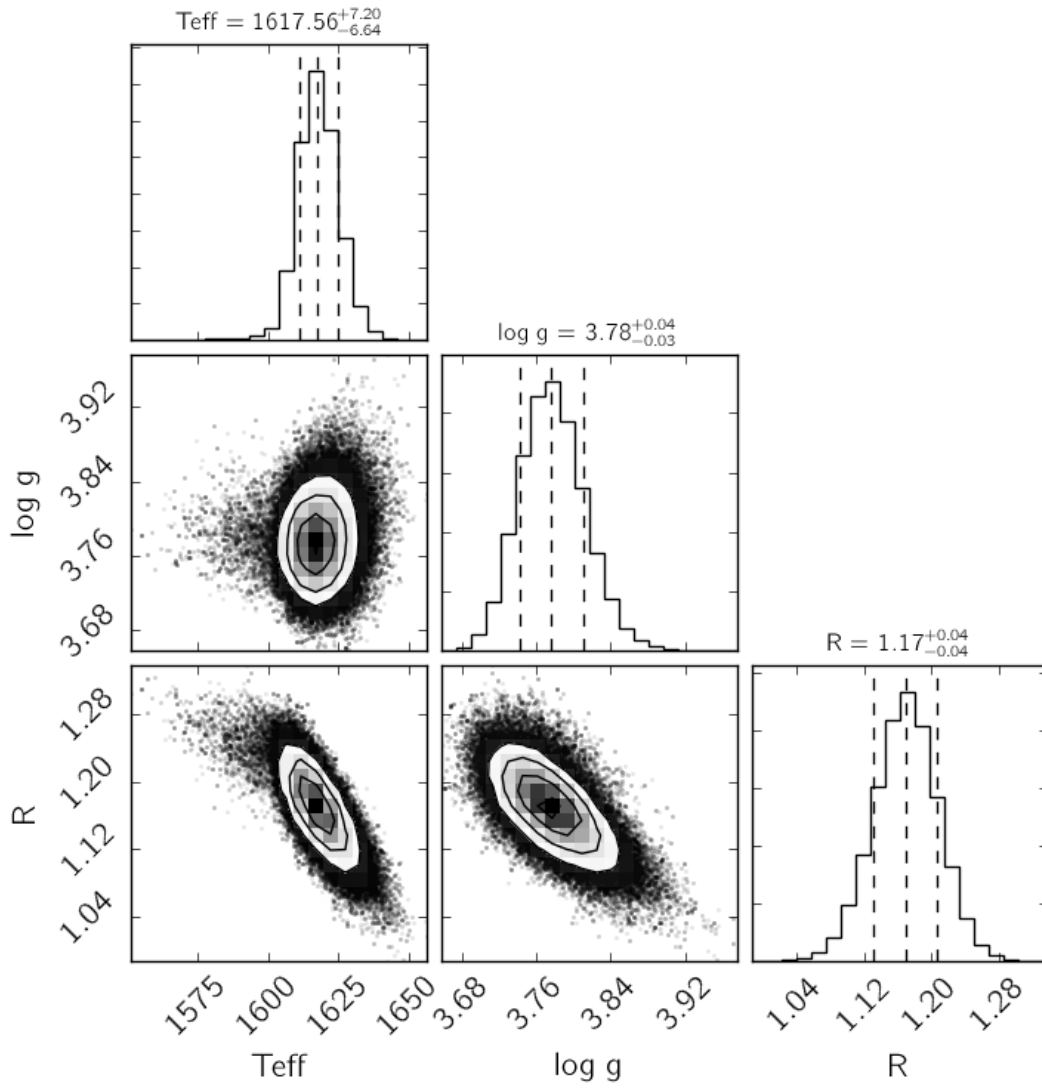 Teff = 1617.56+7.20−6.64
log g = 3.78+0.04−0.03
R = 1.17+0.04−0.04
log g
3.92
3.84
3.76
3.68
R
1.28
1.20
1.12
1.04
1575 1600 1625 1650
3.68 3.76 3.84 3.92
1.04 1.12 1.20 1.28
Teff
log g
R